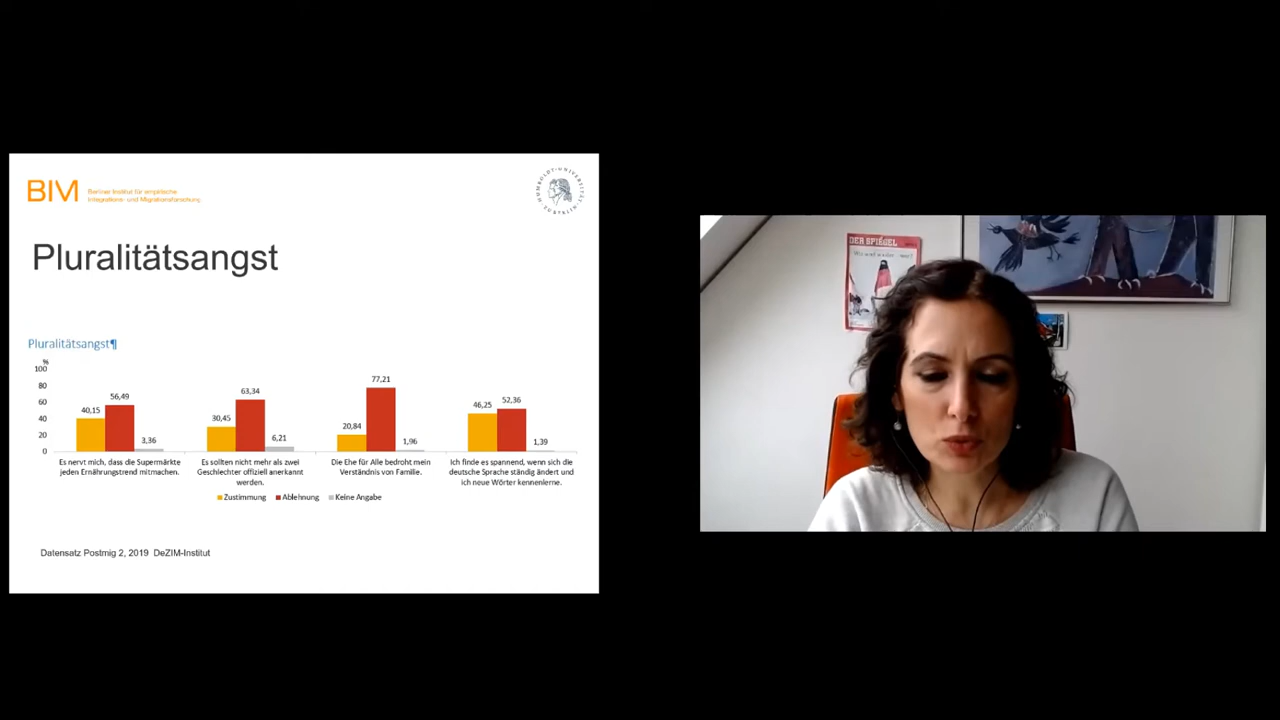 BIM
Berliner Institut für empirische
Integrations- und Migrationsforschung
HUMBOLDT-UNIVERSITÄT ZU BERLIN
Pluralitätsangst
Pluralitätsangst¶
%
100
80
60
40
20
0
40,15 56,49 3,36
30,45 63,34 6,21
20,84 77,21 1,96
46,25 52,36 1,39
Es nervt mich, dass die Supermärkte
jeden Ernährungstrend mitmachen.
Es sollten nicht mehr als zwei
Geschlechter offiziell anerkannt
werden.
Die Ehe für Alle bedroht mein
Verständnis von Familie.
Ich finde es spannend, wenn sich die
deutsche Sprache ständig ändert und
ich neue Wörter kennenlerne.
Zustimmung Ablehnung Keine Angabe
Datensatz Postmig 2, 2019 DeZIM-Institut
DER SPIEGEL